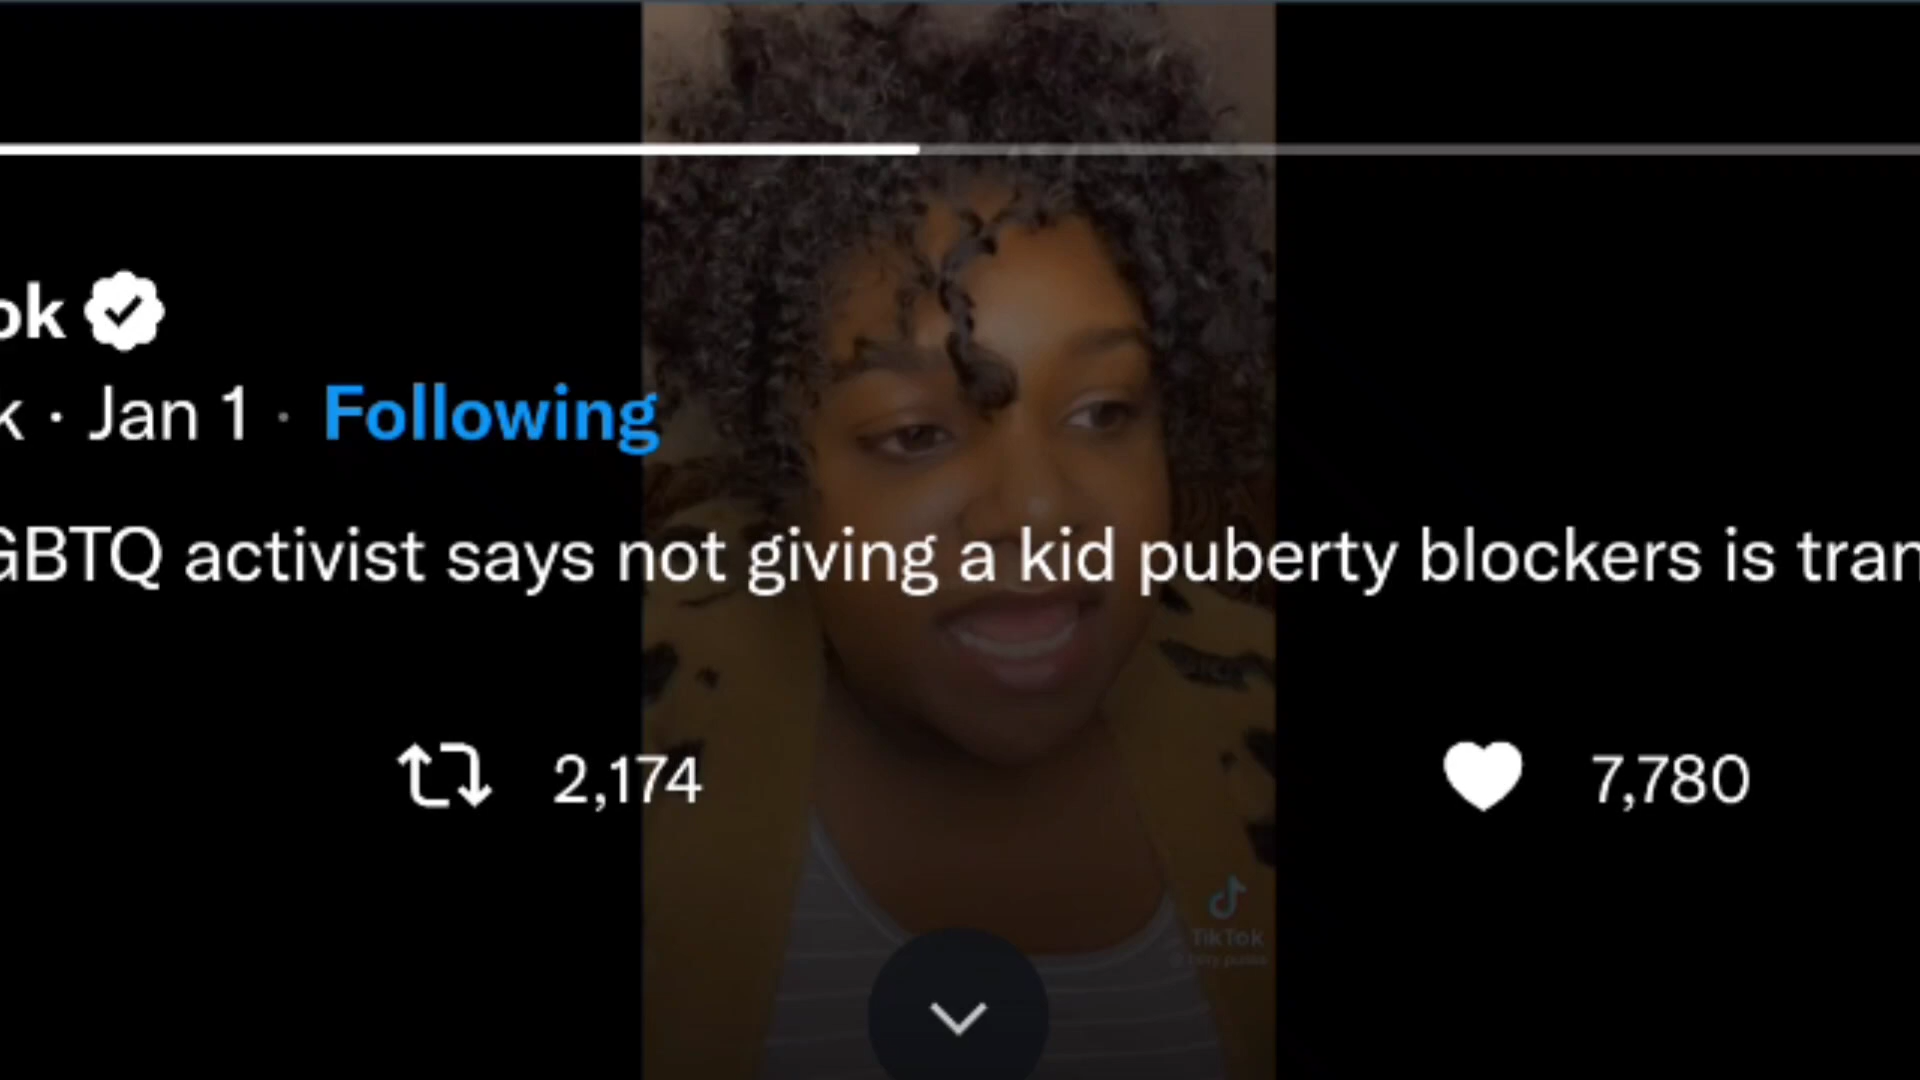 ok
k · Jan 1 · Following
GBTQ activist says not giving a kid puberty blockers is tran
2,174
7,780
TikTok